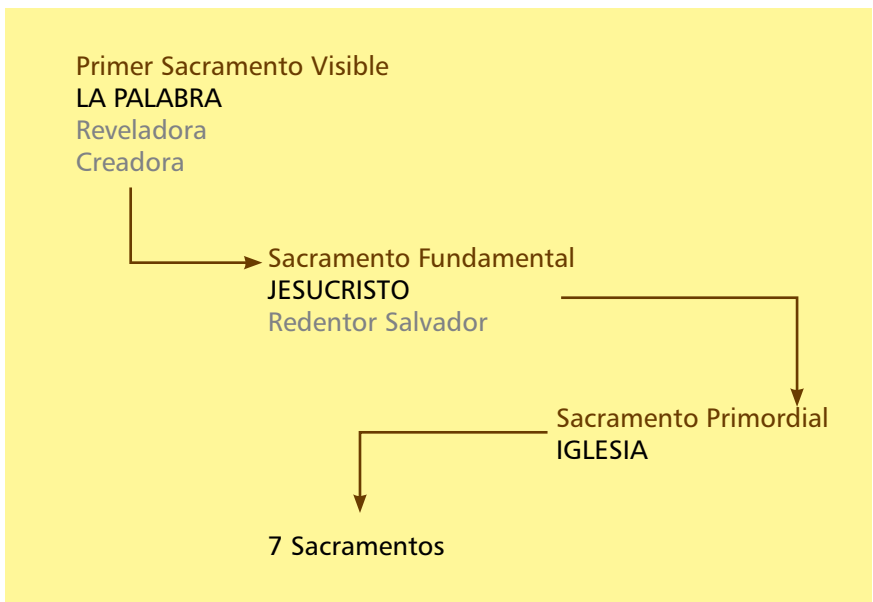 Primer Sacramento Visible
LA PALABRA
Reveladora
Creadora
Sacramento Fundamental
JESUCRISTO
Redentor Salvador
Sacramento Primordial
IGLESIA
7 Sacramentos